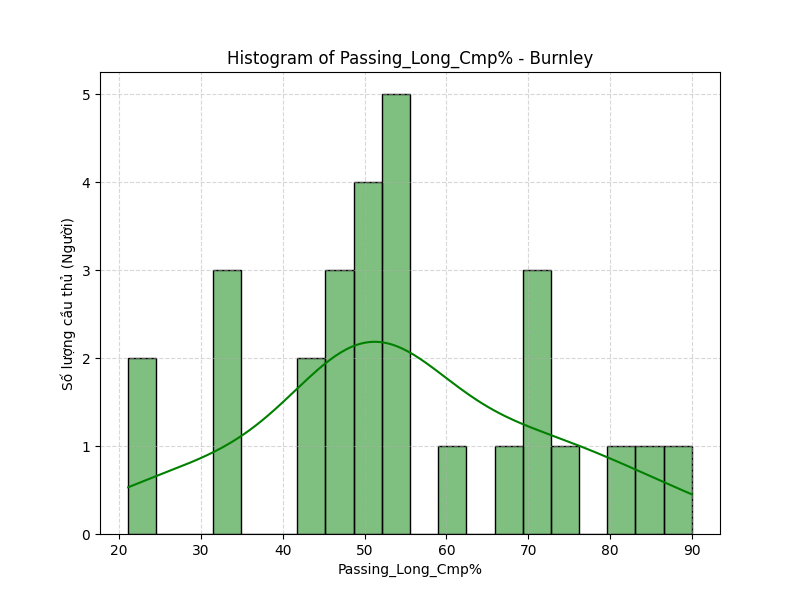 Histogram of Passing_Long_Cmp% - Burnley
Số lượng cầu thủ (Người)
5
4
3
2
1
0
20 30 40 50 60 70 80 90
Passing_Long_Cmp%